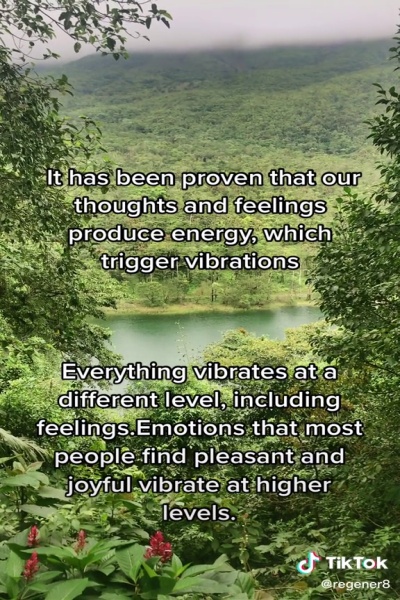 It has been proven that our
thoughts and feelings
produce energy, which
trigger vibrations
Everything vibrates at a
different level, including
feelings.Emotions that most
people find pleasant and
joyful vibrate at higher
levels.
TikTok
@regener8